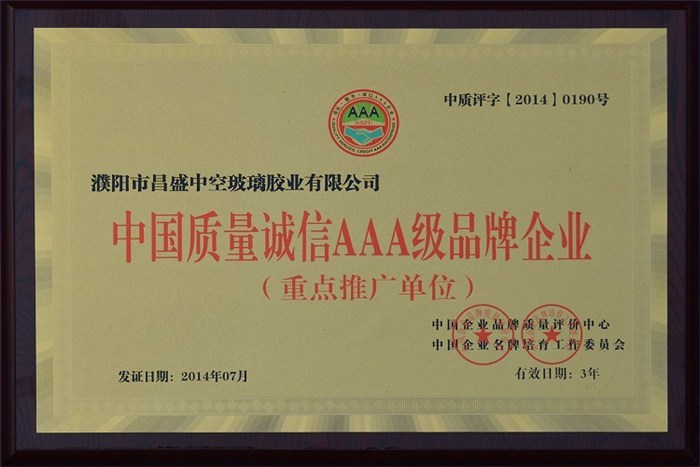 中质评字【2014】0190号
AAA
濮阳市昌盛中空玻璃胶业有限公司
中国质量诚信AAA级品牌企业
（重点推广单位）
中国企业品牌质量评价中心
中国企业名牌培育工作委员会
发证日期：2014年07月
有效日期：3年